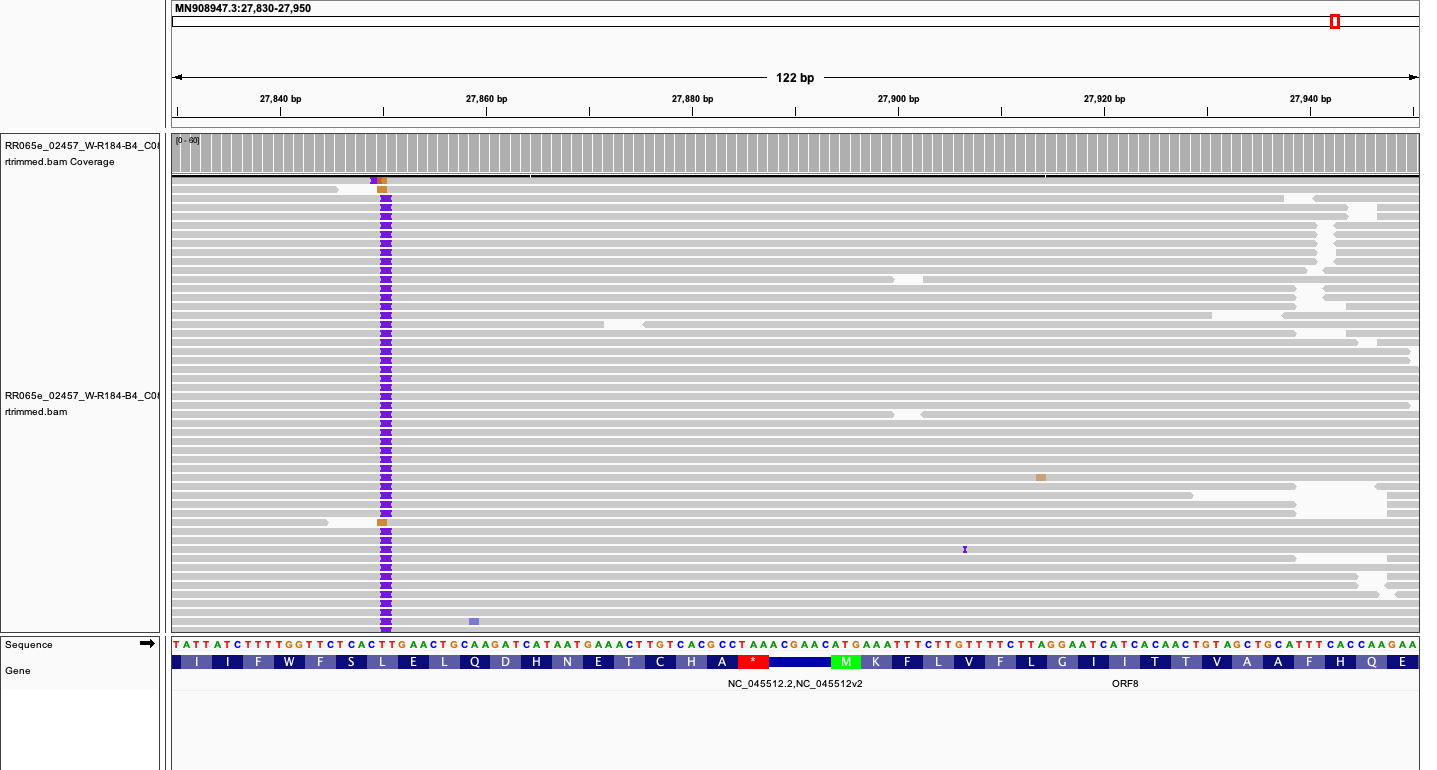 MN908947.3:27,830-27,950
122 bp
27,840 bp 27,860 bp 27,880 bp 27,900 bp 27,920 bp 27,940 bp
RR065e_02457_W-R184-B4_C0
rtrimmed.bam Coverage
[0 - 60]
RR065e_02457_W-R184-B4_C0
rtrimmed.bam
Sequence
TATTATCTTTTGGTTCTCACTTGAACTGCAAGATCATAATGAAACTTGTCACGCCTAAACGAACATGAAATTTCTTGTTTTCTTAGGAATCATCACAACTGTAGCTGCATTTCACCAAGAA
Gene
I I F W F S L E L Q D H N E T C H A * M K F L V F L G I I T T V A A F H Q E
NC_045512.2,NC_045512v2 ORF8